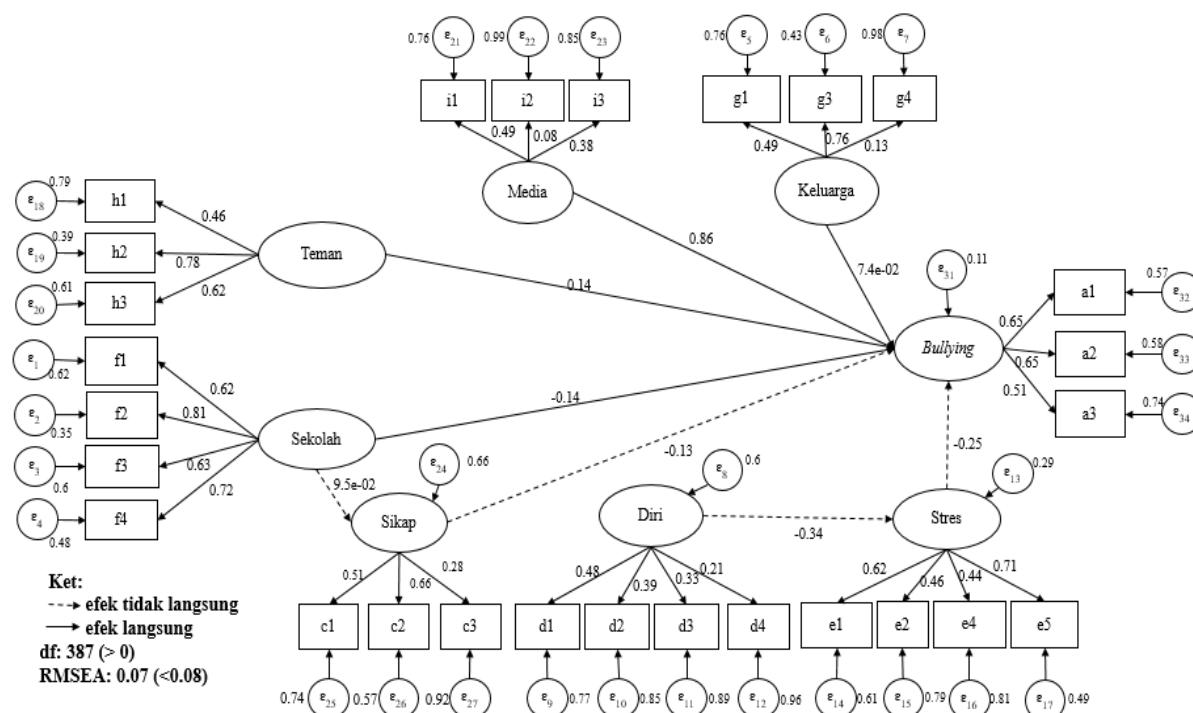 0.76 ε21 0.99 ε22 0.85 ε23
i1 i2 i3
0.49 0.08 0.38
Media
0.76 ε5 0.43 ε6 0.98 ε7
g1 g3 g4
0.49 0.76 0.13
Keluarga
0.86
7.4e-02
ε18 0.79 h1 0.46
ε19 0.39 h2 0.78
ε20 0.61 h3 0.62
Teman
0.14
ε31 0.11
Bullying
0.65 a1 0.57 ε32
0.65 a2 0.58 ε33
0.51 a3 0.74 ε34
ε1 0.62 f1 0.62
ε2 0.35 f2 0.81
ε3 0.6 f3 0.63
ε4 0.48 f4 0.72
Sekolah
-0.14
9.5e-02
ε24 0.66
Sikap
-0.13
0.51 0.66 0.28
c1 c2 c3
0.74 ε25 0.57 ε26 0.92 ε27
ε8 0.6
Diri
-0.34
0.48 0.39 0.33 0.21
d1 d2 d3 d4
ε9 0.77 ε10 0.85 ε11 0.89 ε12 0.96
-0.25
ε13 0.29
Stres
0.62 0.46 0.44 0.71
e1 e2 e4 e5
ε14 0.61 ε15 0.79 ε16 0.81 ε17 0.49
Ket:
efek tidak langsung
efek langsung
df: 387 (> 0)
RMSEA: 0.07 (<0.08)